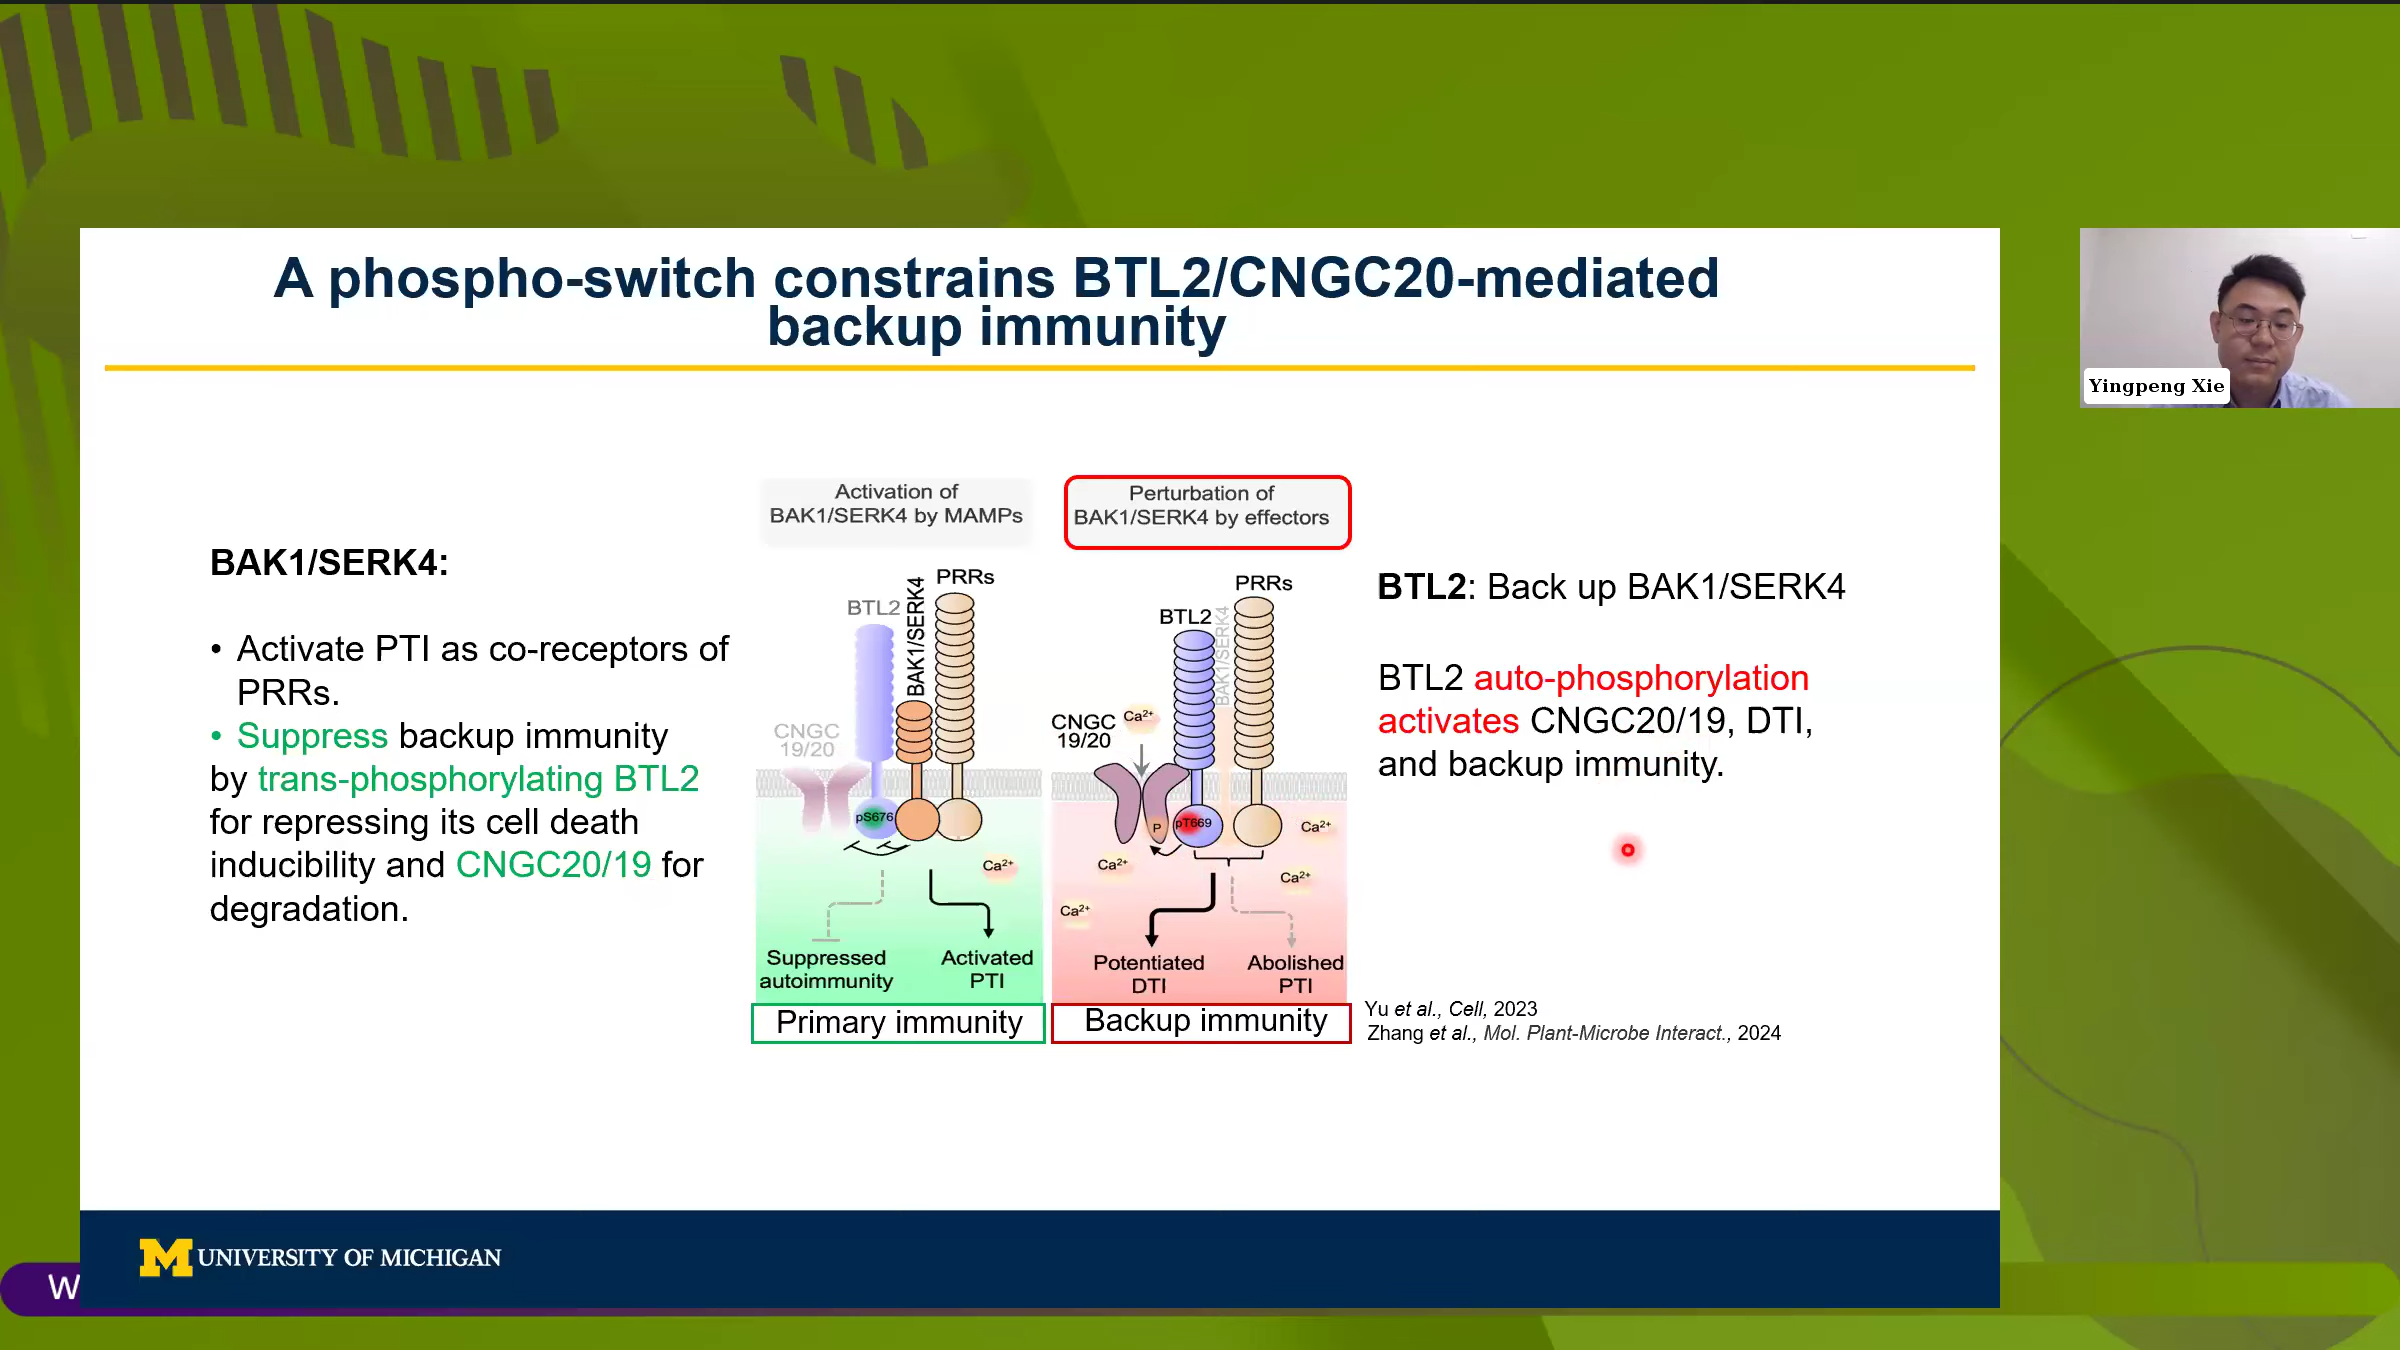 A phospho-switch constrains BTL2/CNGC20-mediated
backup immunity
Yingpeng Xie
BAK1/SERK4:
• Activate PTI as co-receptors of
PRRs.
• Suppress backup immunity
by trans-phosphorylating BTL2
for repressing its cell death
inducibility and CNGC20/19 for
degradation.
Activation of
BAK1/SERK4 by MAMPs
BTL2
BAK1/SERK4
PRRs
CNGC
19/20
pS676
Ca²⁺
Suppressed
autoimmunity
Activated
PTI
Primary immunity
Perturbation of
BAK1/SERK4 by effectors
BTL2
BAK1/SERK4
PRRs
CNGC
19/20
Ca²⁺
P
pT669
Ca²⁺
Ca²⁺
Ca²⁺
Ca²⁺
Potentiated
DTI
Abolished
PTI
Backup immunity
BTL2: Back up BAK1/SERK4
BTL2 auto-phosphorylation
activates CNGC20/19, DTI,
and backup immunity.
Yu et al., Cell, 2023
Zhang et al., Mol. Plant-Microbe Interact., 2024
M UNIVERSITY OF MICHIGAN
W